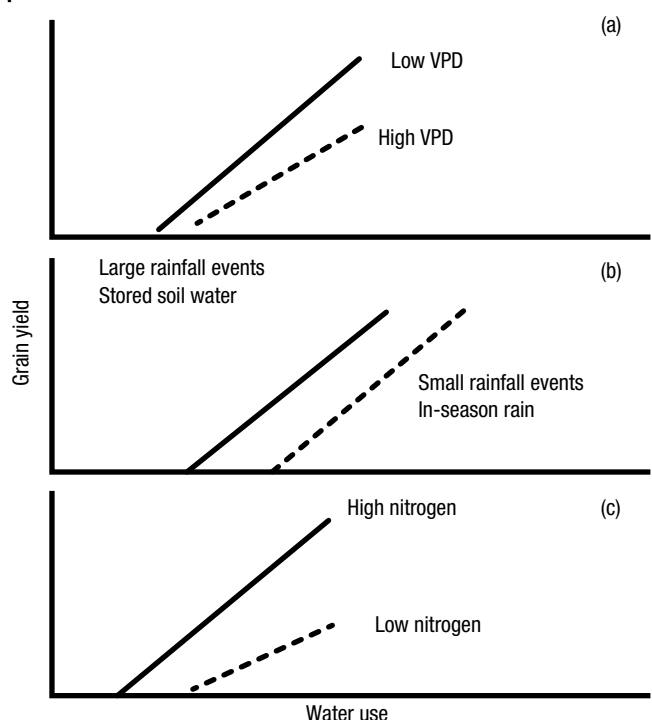 (a)
Low VPD
High VPD
Large rainfall events
Stored soil water
(b)
Grain yield
Small rainfall events
In-season rain
High nitrogen
(c)
Low nitrogen
Water use